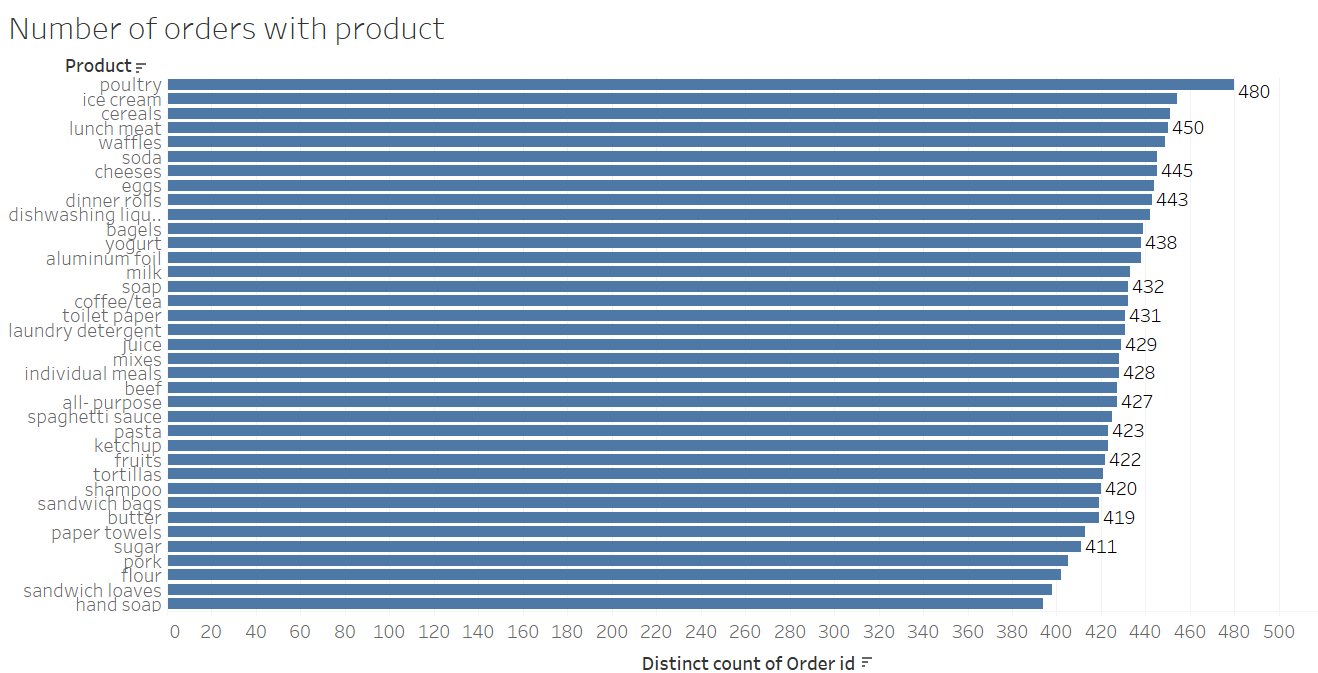 Number of orders with product
Product
poultry 480
ice cream
cereals
lunch meat 450
waffles
soda
cheeses 445
eggs
dinner rolls 443
dishwashing liqu..
bagels
yogurt 438
aluminum foil
milk
soap 432
coffee/tea
toilet paper 431
laundry detergent
juice 429
mixes
individual meals 428
beef
all- purpose 427
spaghetti sauce
pasta 423
ketchup
fruits 422
tortillas
shampoo 420
sandwich bags
butter 419
paper towels
sugar 411
pork
flour
sandwich loaves
hand soap
0 20 40 60 80 100 120 140 160 180 200 220 240 260 280 300 320 340 360 380 400 420 440 460 480 500
Distinct count of Order id